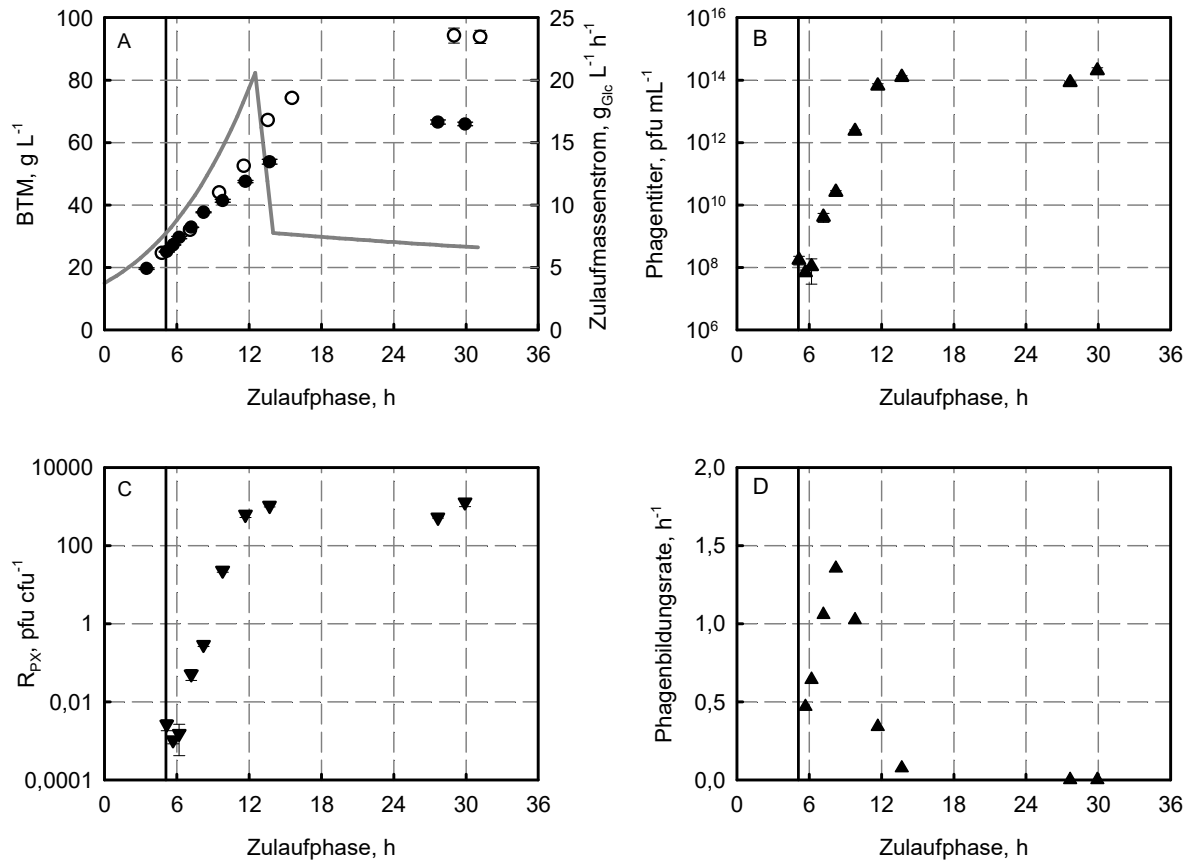 A
BTM, g L⁻¹
100
80
60
40
20
0
25
20
15
10
5
0
Zulaufmassenstrom, g_Glc L⁻¹ h⁻¹
0 6 12 18 24 30 36
Zulaufphase, h
B
Phagentiter, pfu mL⁻¹
10¹⁶
10¹⁴
10¹²
10¹⁰
10⁸
10⁶
0 6 12 18 24 30 36
Zulaufphase, h
C
R_PX, pfu cfu⁻¹
10000
100
1
0,01
0,0001
0 6 12 18 24 30 36
Zulaufphase, h
D
Phagenbildungsrate, h⁻¹
2,0
1,5
1,0
0,5
0,0
0 6 12 18 24 30 36
Zulaufphase, h